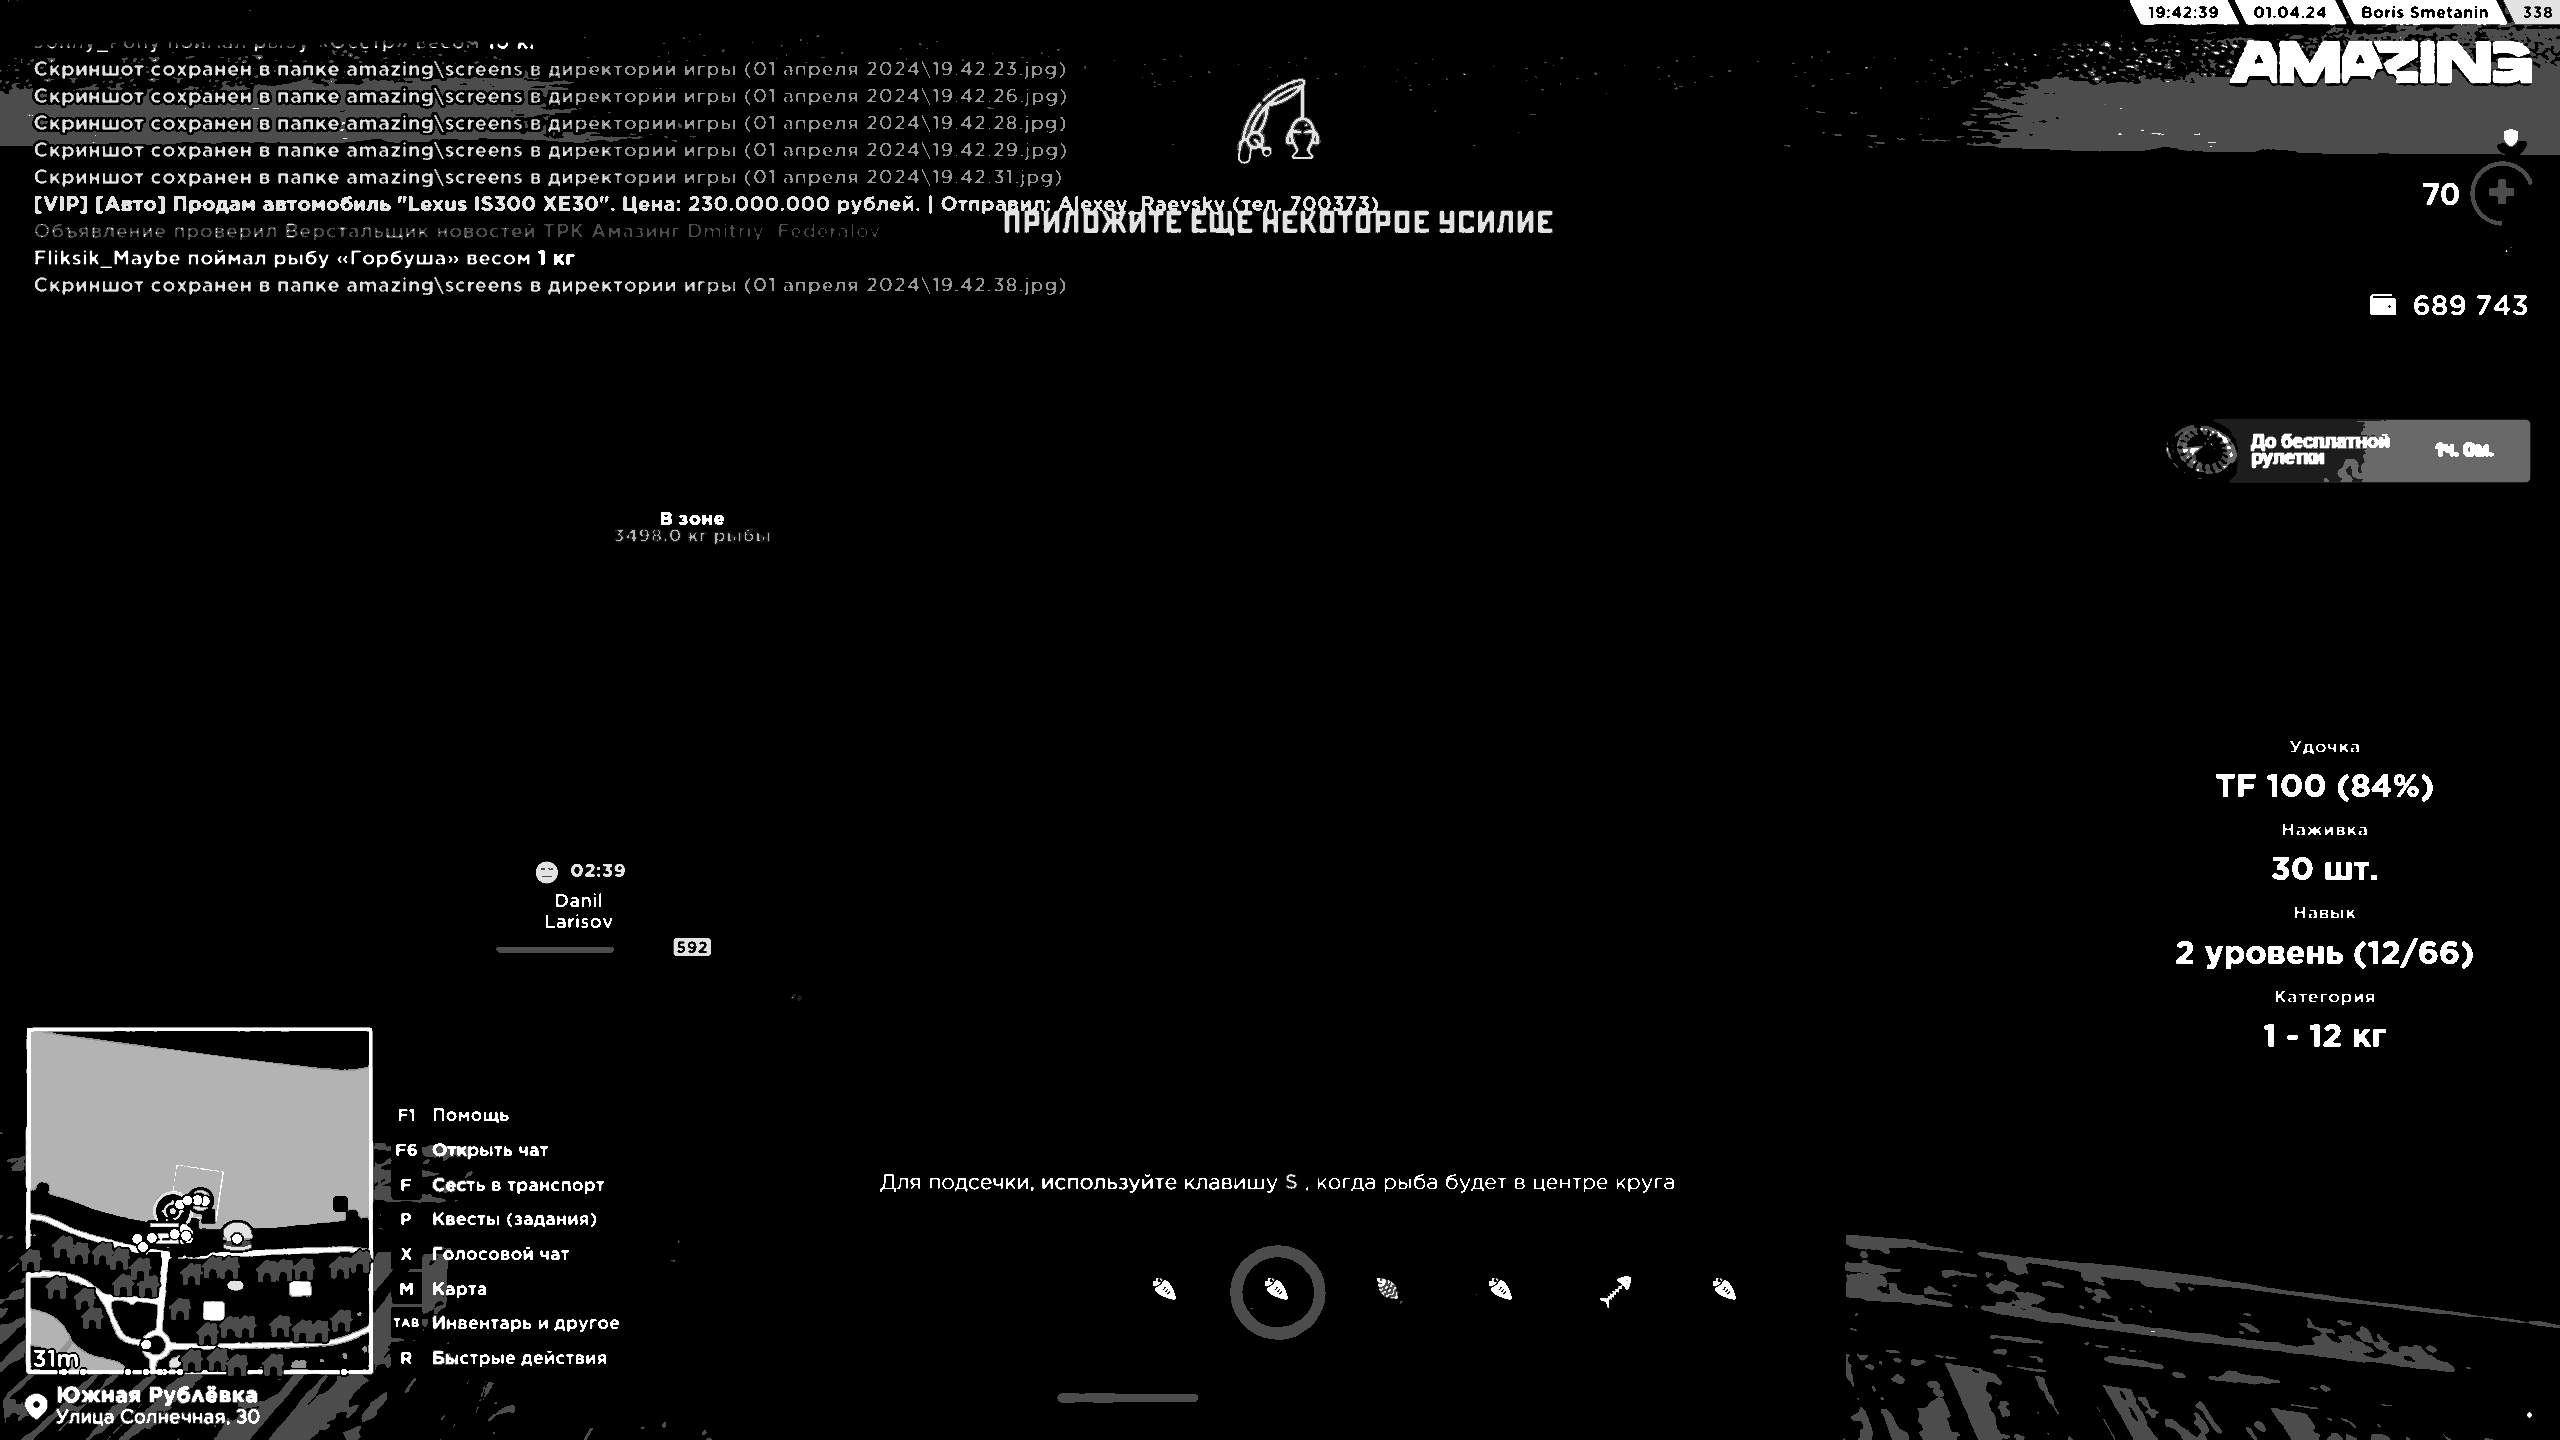 19:42:39 01.04.24 Boris Smetanin 338
AMAZING
весом
Скриншот сохранен в папке amazing\screens в директории игры (01 апреля 2024\19.42.23.jpg)
Скриншот сохранен в папке amazing\screens в директории игры (01 апреля 2024\19.42.26.jpg)
Скриншот сохранен в папке amazing\screens в директории игры (01 апреля 2024\19.42.28.jpg)
Скриншот сохранен в папке amazing\screens в директории игры (01 апреля 2024\19.42.29.jpg)
Скриншот сохранен в папке amazing\screens в директории игры (01 апреля 2024\19.42.31.jpg)
[VIP] [Авто] Продам автомобиль "Lexus IS300 XE30". Цена: 230.000.000 рублей. | Отправил: Alexey_Raevsky (тел. 700373)
Объявление проверил Верстальщик новостей ТРК Амазинг Dmitriy_Federalov
Fliksik_Maybe поймал рыбу «Горбуша» весом 1 кг
Скриншот сохранен в папке amazing\screens в директории игры (01 апреля 2024\19.42.38.jpg)
ПРИЛОЖИТЕ ЕЩЕ НЕКОТОРОЕ УСИЛИЕ
70
689 743
До бесплатной
рулетки
1ч. 0м.
В зоне
3498.0 кг рыбы
Удочка
TF 100 (84%)
Наживка
30 шт.
Навык
2 уровень (12/66)
Категория
1 - 12 кг
02:39
Danil
Larisov
592
F1 Помощь
F6 Открыть чат
F Сесть в транспорт
P Квесты (задания)
X Голосовой чат
M Карта
TAB Инвентарь и другое
R Быстрые действия
Для подсечки, используйте клавишу S , когда рыба будет в центре круга
31m
Южная Рублёвка
Улица Солнечная, 30